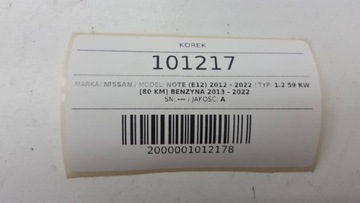 KOREK
101217
MARKA: NISSAN / MODEL: NOTE (E12) 2012 - 2022 / TYP: 1.2 59 KW
[80 KM] BENZYNA 2013 - 2022
SN: --- / JAKOŚĆ: A
2000001012178